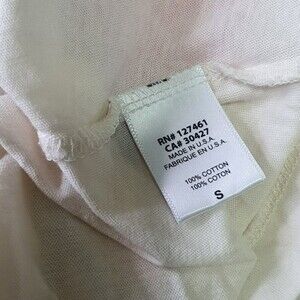 RN# 127461
CA# 30427
MADE IN U.S.A.
FABRIQUE EN U.S.A.
100% COTTON
100% COTON
S